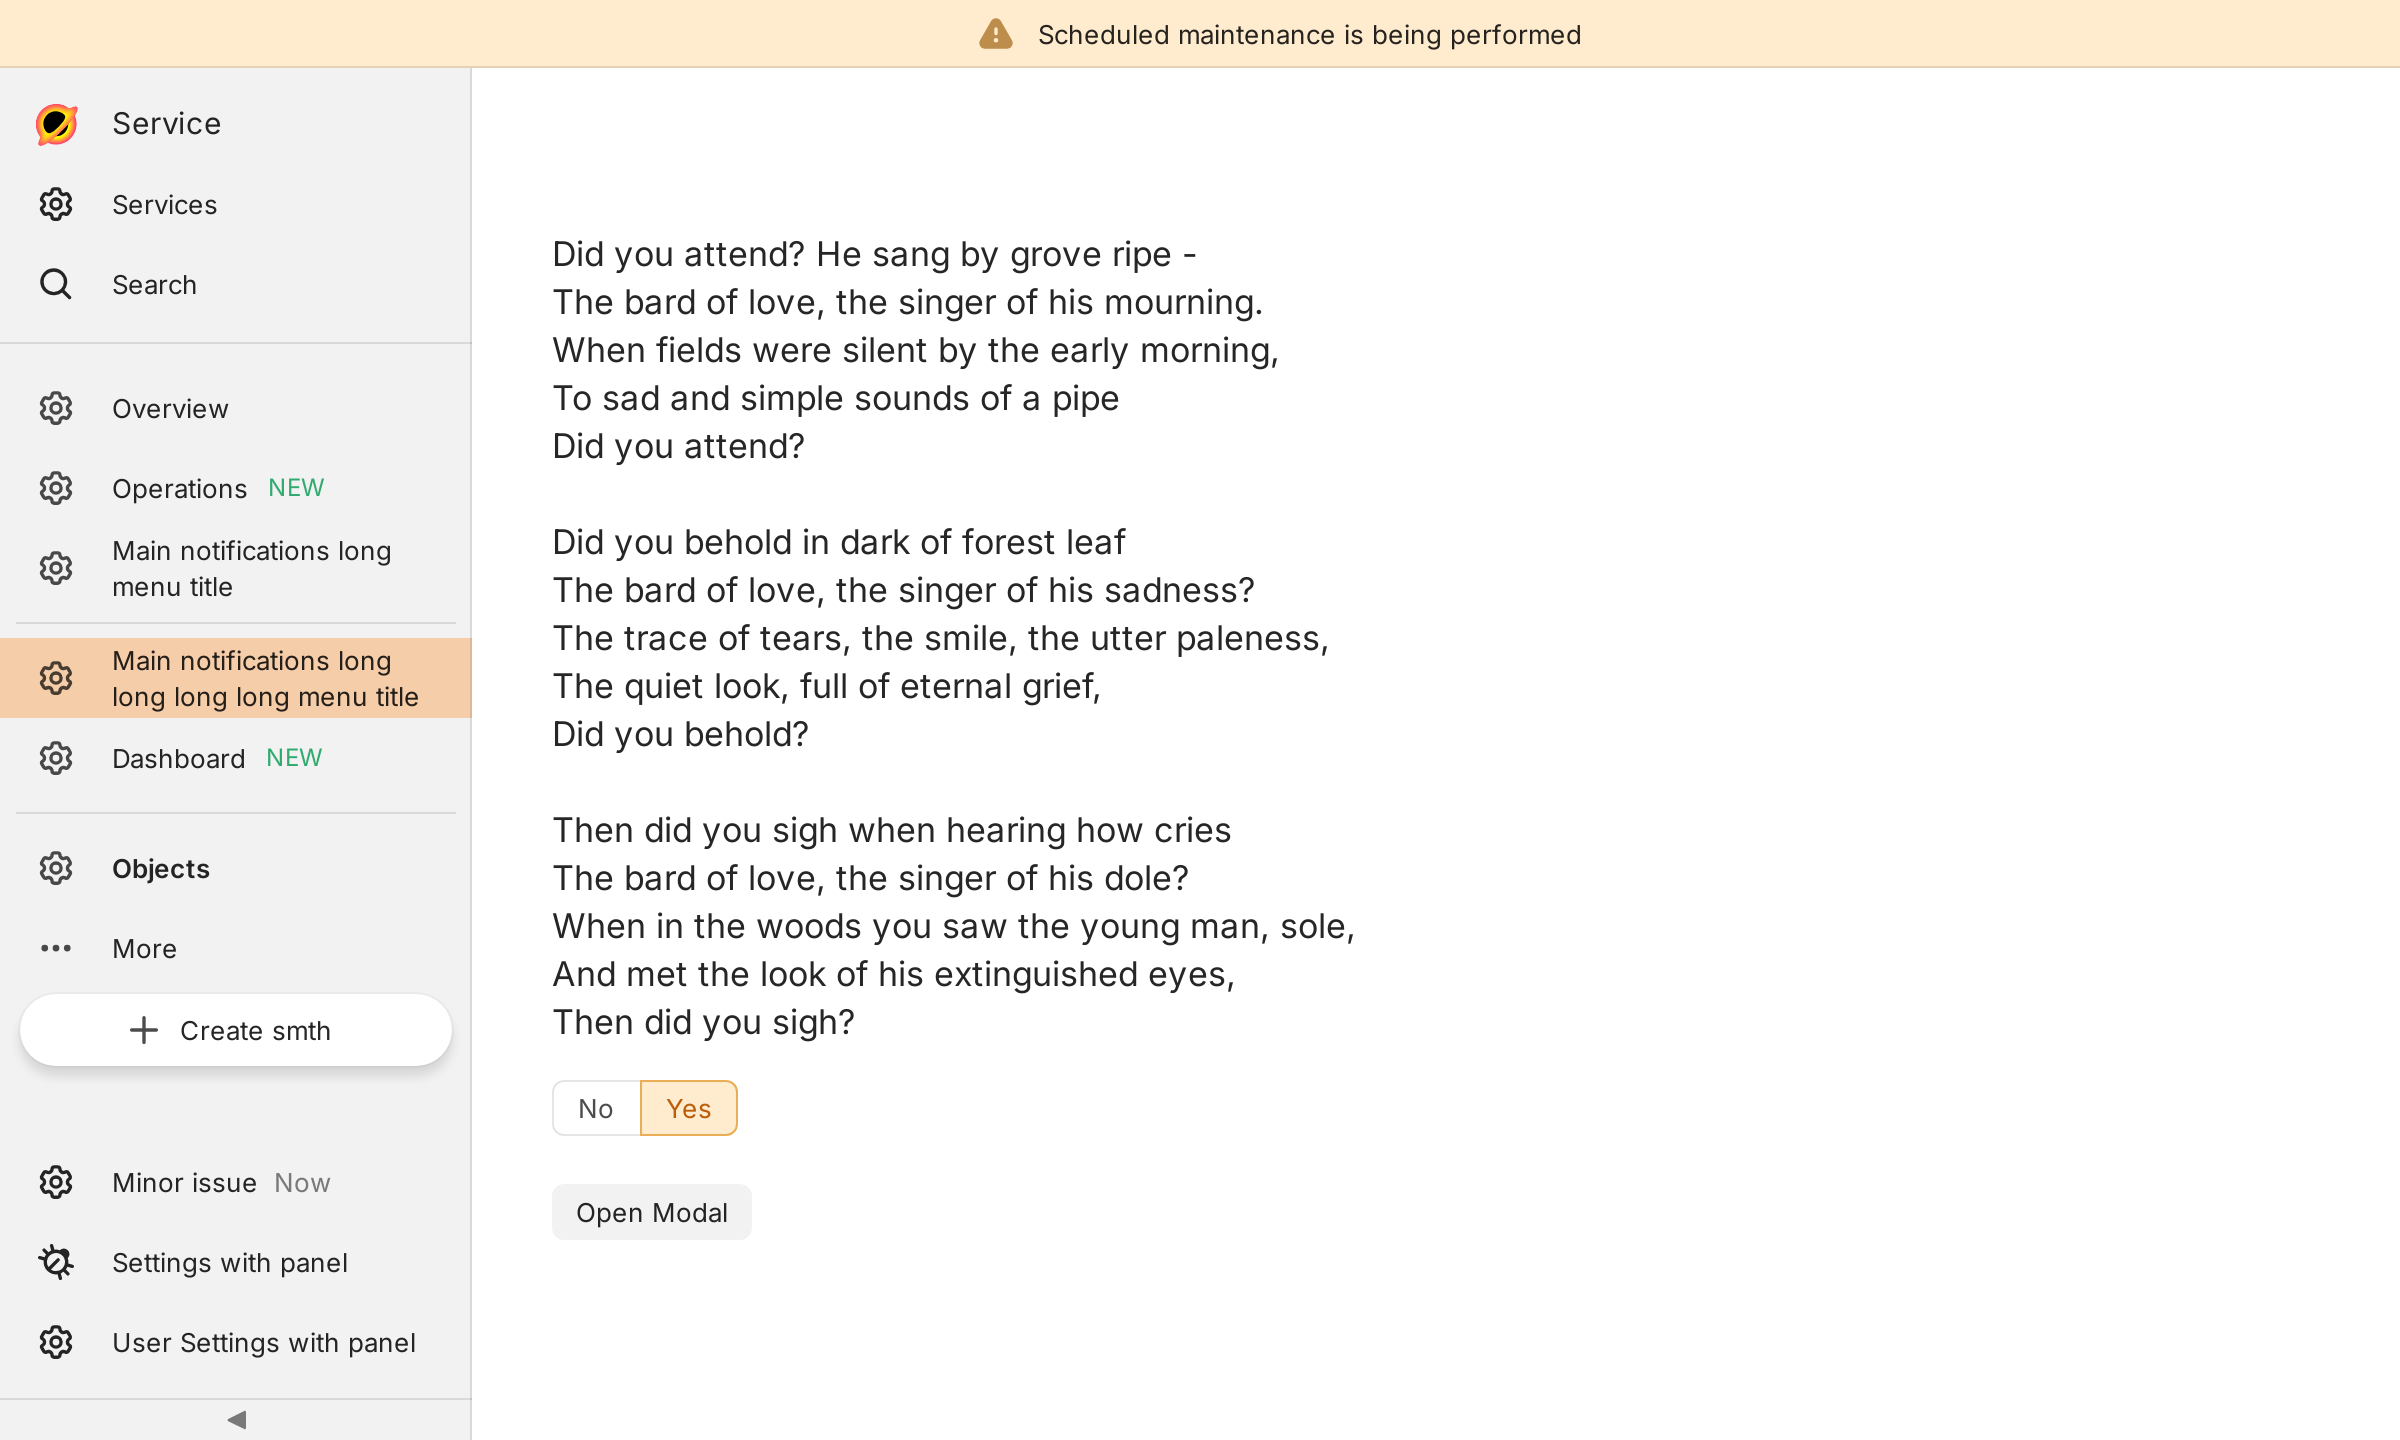 Scheduled maintenance is being performed
Service
Services
Search
Overview
Operations NEW
Main notifications long
menu title
Main notifications long
long long long menu title
Dashboard NEW
Objects
More
Create smth
Minor issue Now
Settings with panel
User Settings with panel
Did you attend? He sang by grove ripe -
The bard of love, the singer of his mourning.
When fields were silent by the early morning,
To sad and simple sounds of a pipe
Did you attend?
Did you behold in dark of forest leaf
The bard of love, the singer of his sadness?
The trace of tears, the smile, the utter paleness,
The quiet look, full of eternal grief,
Did you behold?
Then did you sigh when hearing how cries
The bard of love, the singer of his dole?
When in the woods you saw the young man, sole,
And met the look of his extinguished eyes,
Then did you sigh?
No Yes
Open Modal